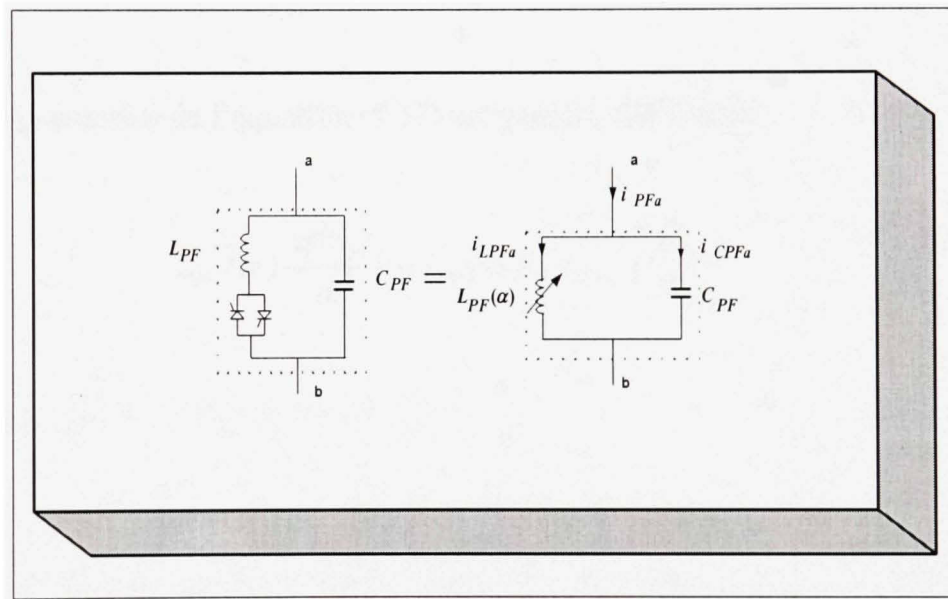 a
L_PF
C_PF
b
=
a
i_PFa
i_LPFa
i_CPFa
L_PF(α)
C_PF
b